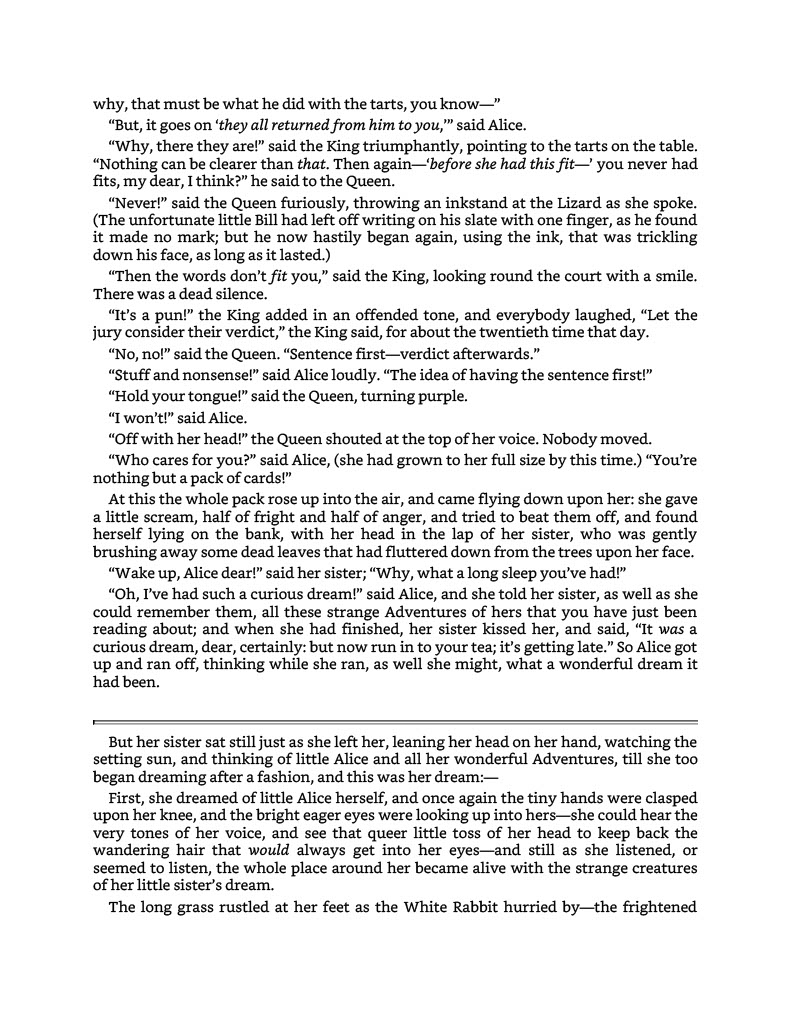 why, that must be what he did with the tarts, you know—”
“But, it goes on ‘they all returned from him to you,’” said Alice.
“Why, there they are!” said the King triumphantly, pointing to the tarts on the table.
“Nothing can be clearer than that. Then again—‘before she had this fit—’ you never had
fits, my dear, I think?” he said to the Queen.
“Never!” said the Queen furiously, throwing an inkstand at the Lizard as she spoke.
(The unfortunate little Bill had left off writing on his slate with one finger, as he found
it made no mark; but he now hastily began again, using the ink, that was trickling
down his face, as long as it lasted.)
“Then the words don’t fit you,” said the King, looking round the court with a smile.
There was a dead silence.
“It’s a pun!” the King added in an offended tone, and everybody laughed, “Let the
jury consider their verdict,” the King said, for about the twentieth time that day.
“No, no!” said the Queen. “Sentence first—verdict afterwards.”
“Stuff and nonsense!” said Alice loudly. “The idea of having the sentence first!”
“Hold your tongue!” said the Queen, turning purple.
“I won’t!” said Alice.
“Off with her head!” the Queen shouted at the top of her voice. Nobody moved.
“Who cares for you?” said Alice, (she had grown to her full size by this time.) “You’re
nothing but a pack of cards!”
At this the whole pack rose up into the air, and came flying down upon her: she gave
a little scream, half of fright and half of anger, and tried to beat them off, and found
herself lying on the bank, with her head in the lap of her sister, who was gently
brushing away some dead leaves that had fluttered down from the trees upon her face.
“Wake up, Alice dear!” said her sister; “Why, what a long sleep you’ve had!”
“Oh, I’ve had such a curious dream!” said Alice, and she told her sister, as well as she
could remember them, all these strange Adventures of hers that you have just been
reading about; and when she had finished, her sister kissed her, and said, “It was a
curious dream, dear, certainly: but now run in to your tea; it’s getting late.” So Alice got
up and ran off, thinking while she ran, as well she might, what a wonderful dream it
had been.
But her sister sat still just as she left her, leaning her head on her hand, watching the
setting sun, and thinking of little Alice and all her wonderful Adventures, till she too
began dreaming after a fashion, and this was her dream:—
First, she dreamed of little Alice herself, and once again the tiny hands were clasped
upon her knee, and the bright eager eyes were looking up into hers—she could hear the
very tones of her voice, and see that queer little toss of her head to keep back the
wandering hair that would always get into her eyes—and still as she listened, or
seemed to listen, the whole place around her became alive with the strange creatures
of her little sister’s dream.
The long grass rustled at her feet as the White Rabbit hurried by—the frightened